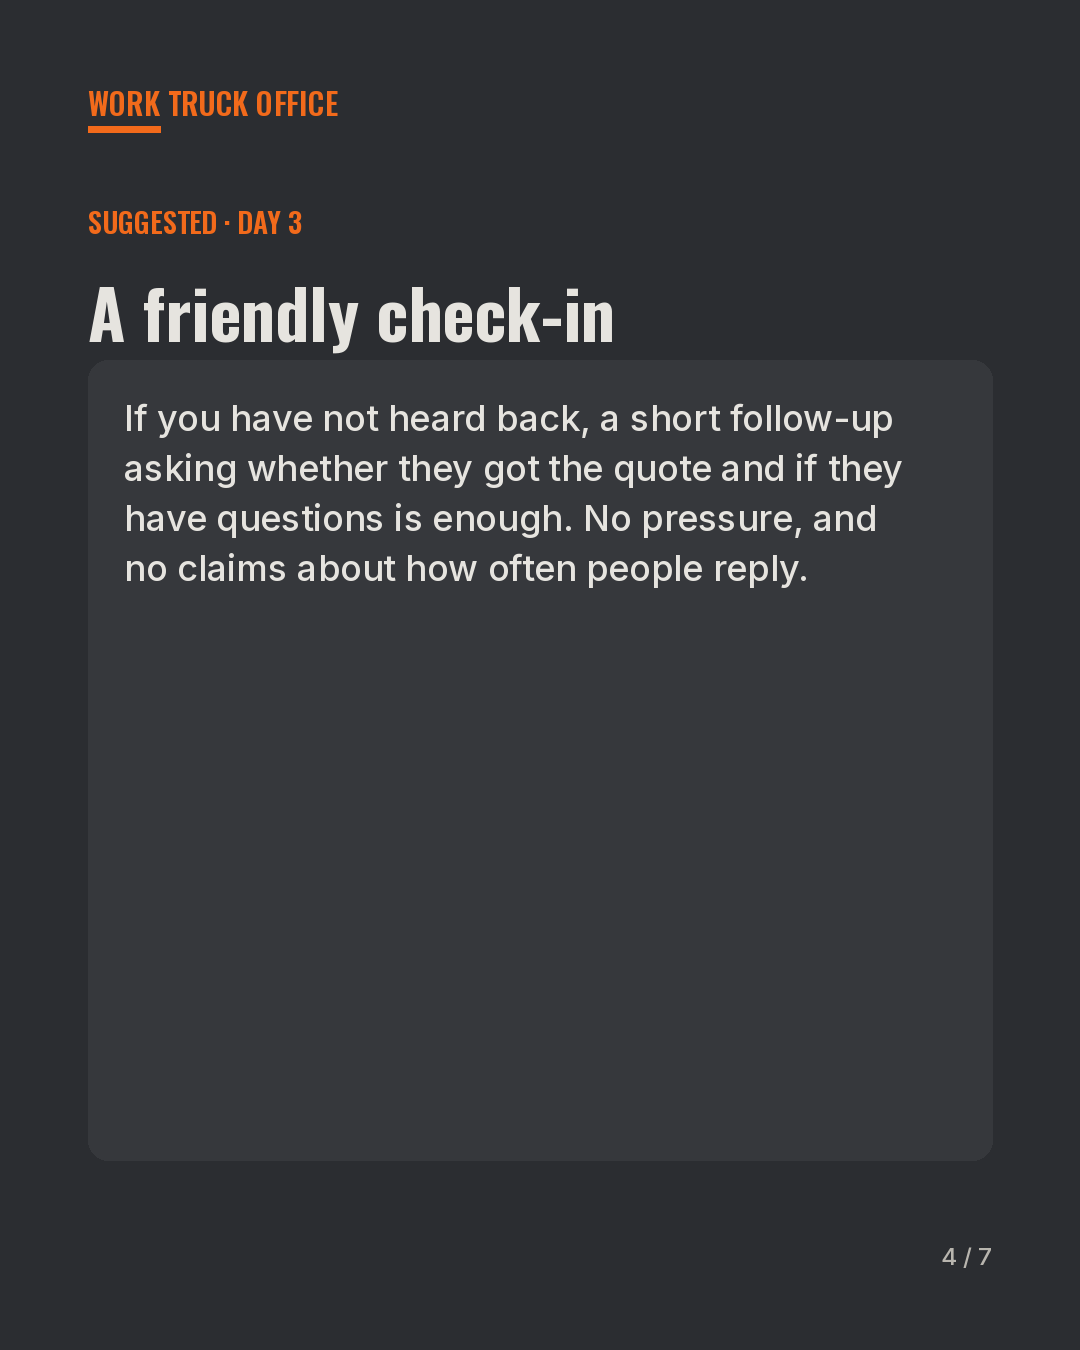 WORK TRUCK OFFICE
SUGGESTED · DAY 3
A friendly check-in
If you have not heard back, a short follow-up
asking whether they got the quote and if they
have questions is enough. No pressure, and
no claims about how often people reply.
4 / 7